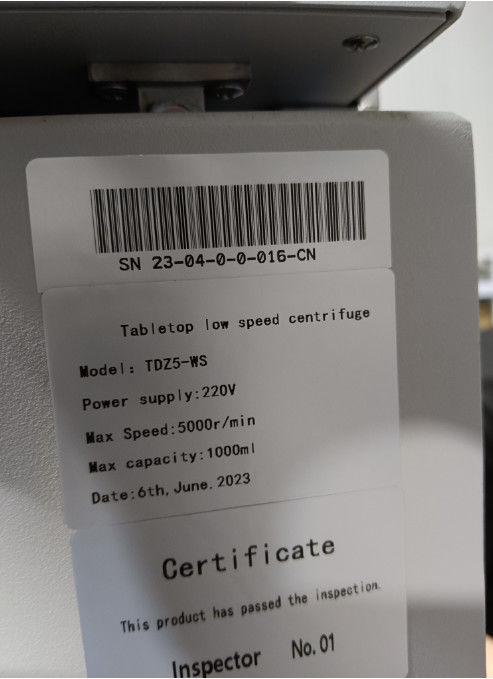 SN 23-04-0-0-016-CN
Tabletop low speed centrifuge
Model: TDZ5-WS
Power supply:220V
Max Speed:5000r/min
Max capacity:1000ml
Date:6th,June.2023
Certificate
This product has passed the inspection.
Inspector No.01